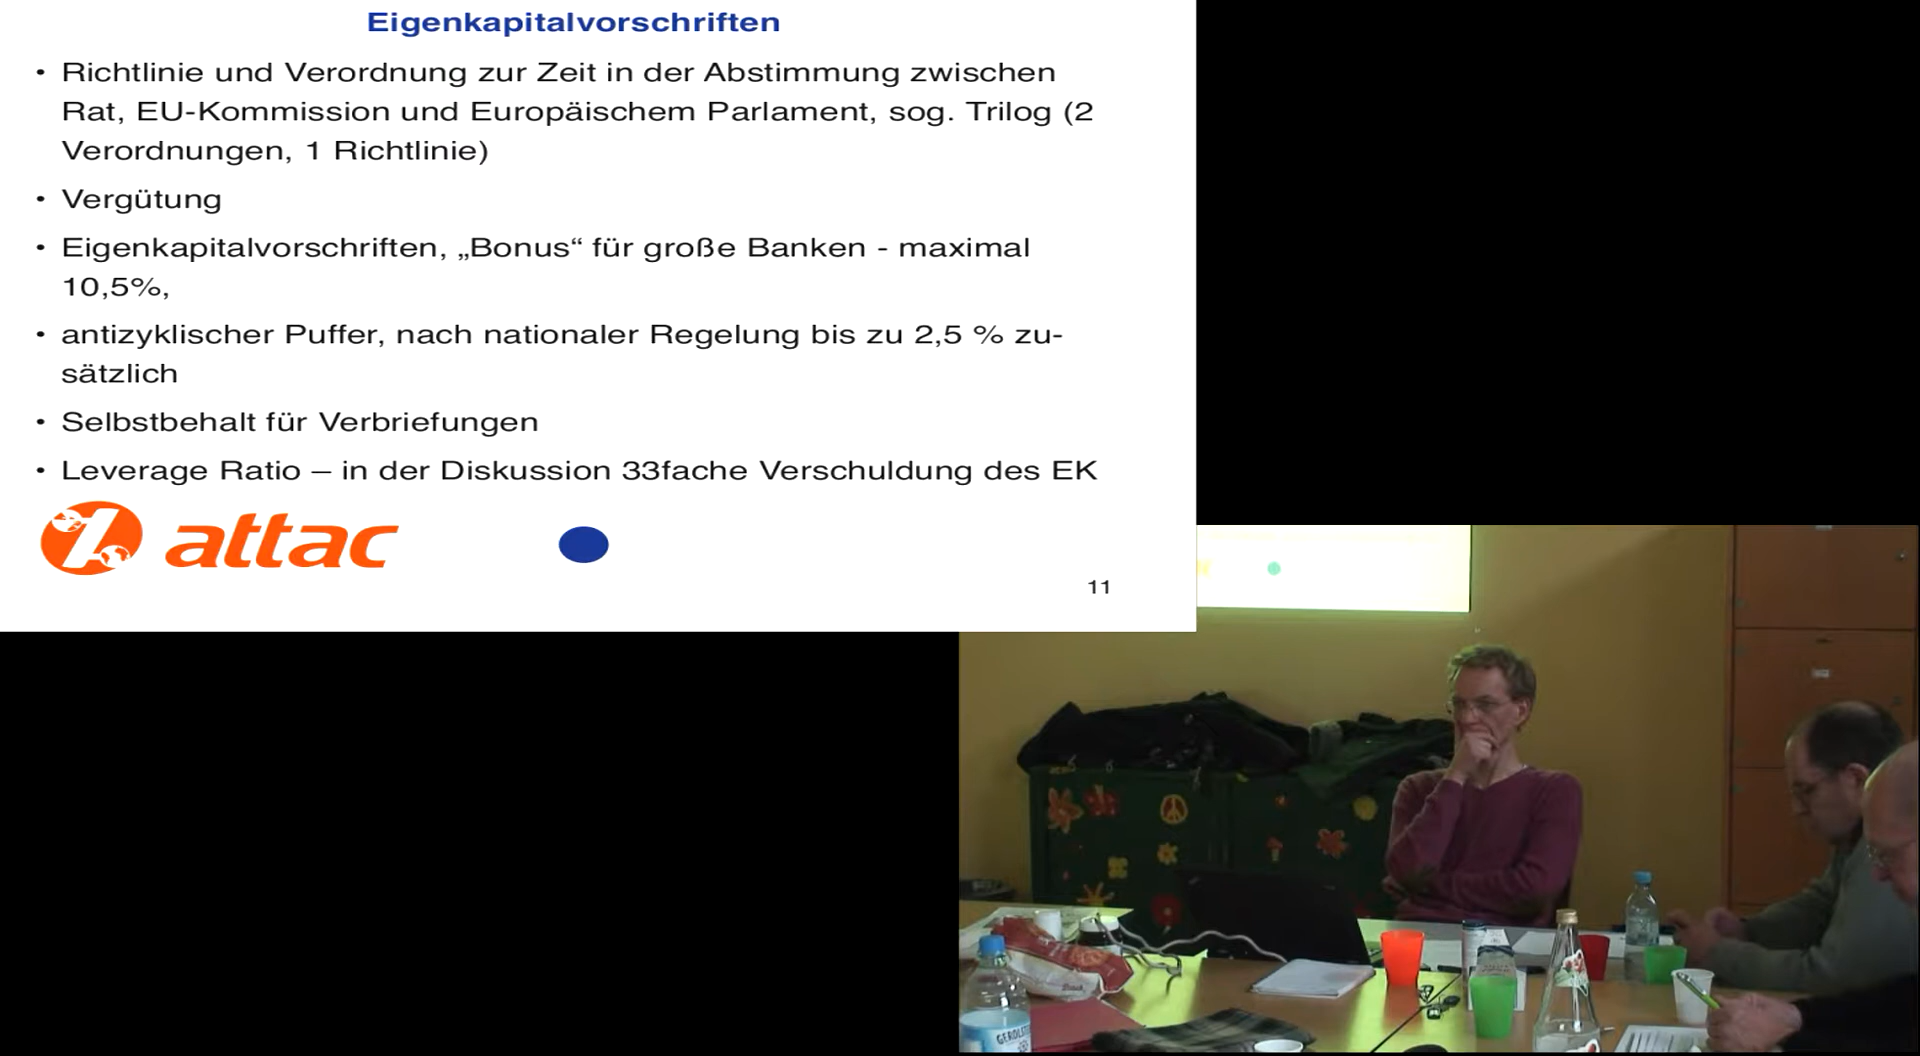 Eigenkapitalvorschriften
• Richtlinie und Verordnung zur Zeit in der Abstimmung zwischen
Rat, EU-Kommission und Europäischem Parlament, sog. Trilog (2
Verordnungen, 1 Richtlinie)
• Vergütung
• Eigenkapitalvorschriften, „Bonus“ für große Banken - maximal
10,5%,
• antizyklischer Puffer, nach nationaler Regelung bis zu 2,5 % zu-
sätzlich
• Selbstbehalt für Verbriefungen
• Leverage Ratio – in der Diskussion 33fache Verschuldung des EK
attac
11